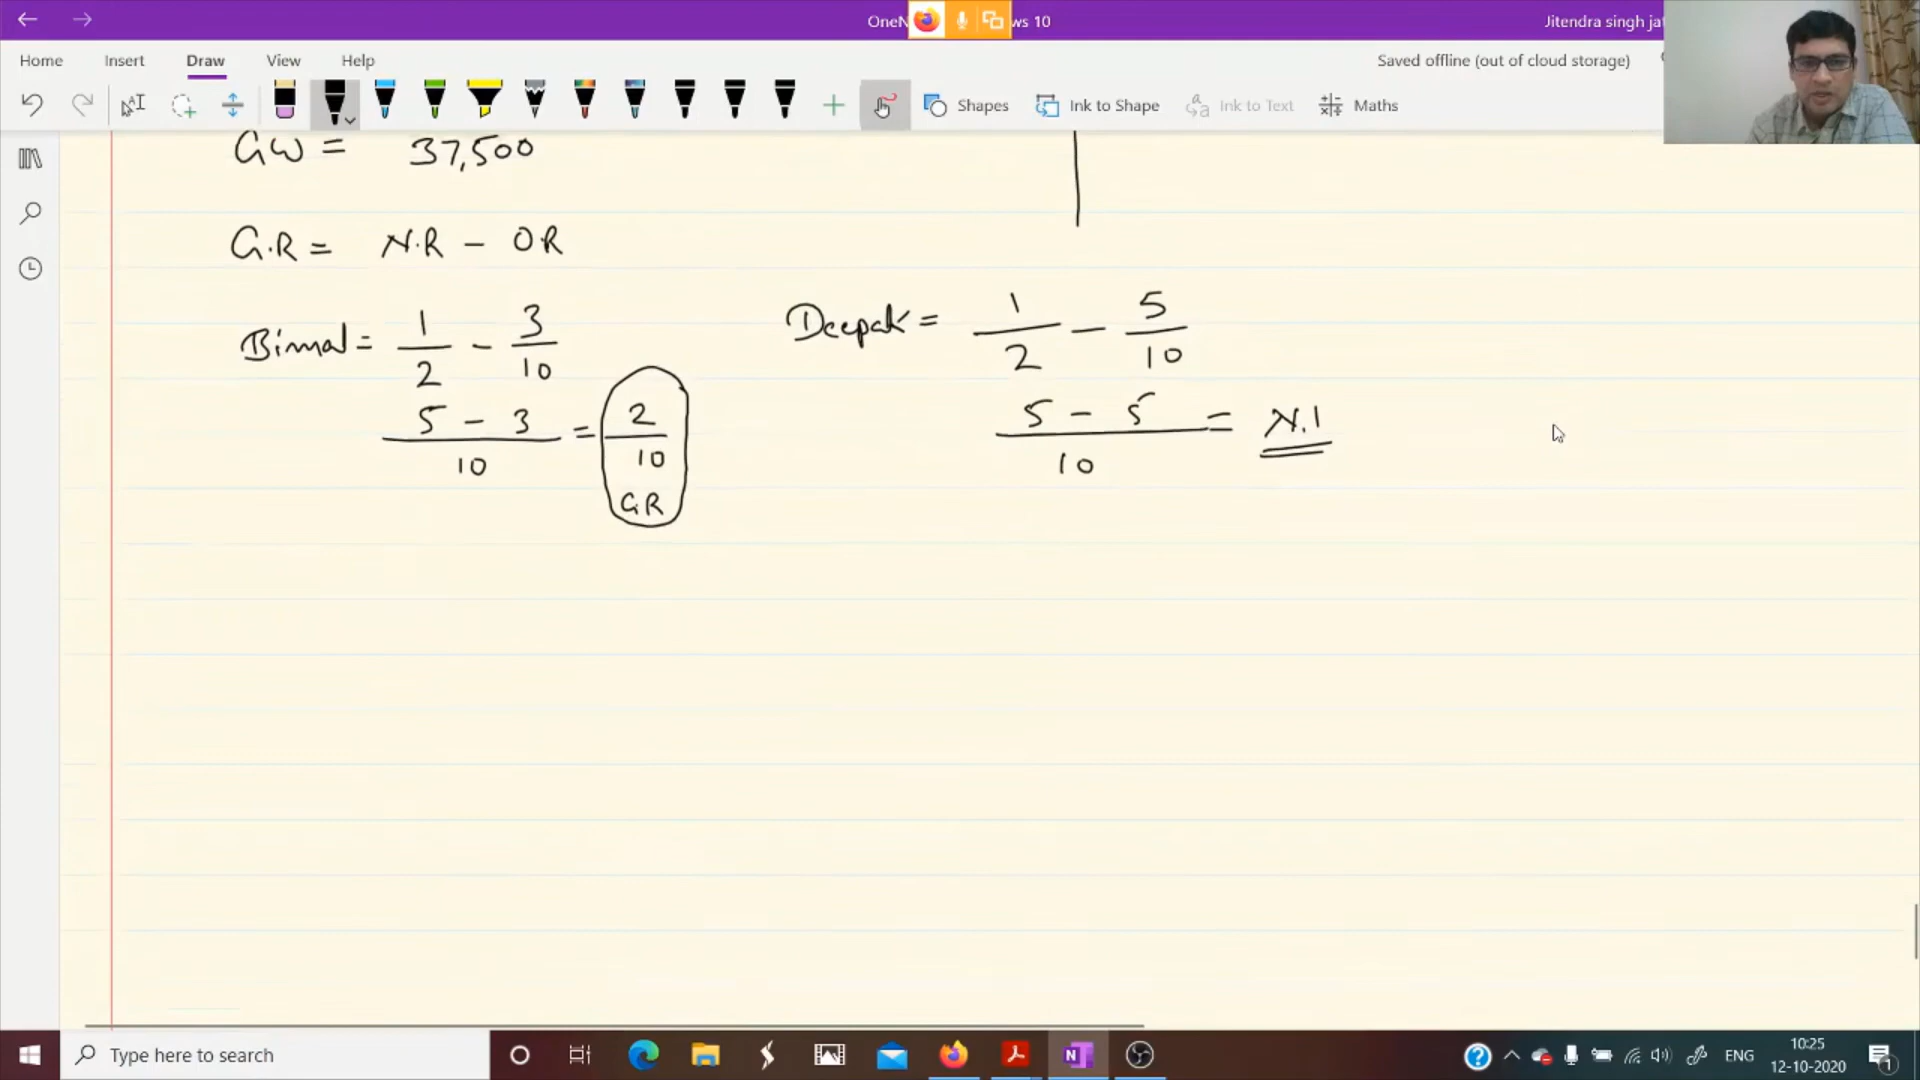 OneN ws 10 Jitendra singh jat
Home Insert Draw View Help Saved offline (out of cloud storage)
Shapes Ink to Shape Ink to Text Maths
GW = 37,500
G.R = N.R - O.R
Bimal = 1/2 - 3/10
5 - 3 / 10 = 2/10
GR
Deepak = 1/2 - 5/10
5 - 5 / 10 = N.I
Type here to search
N
ENG
10:25
12-10-2020
1